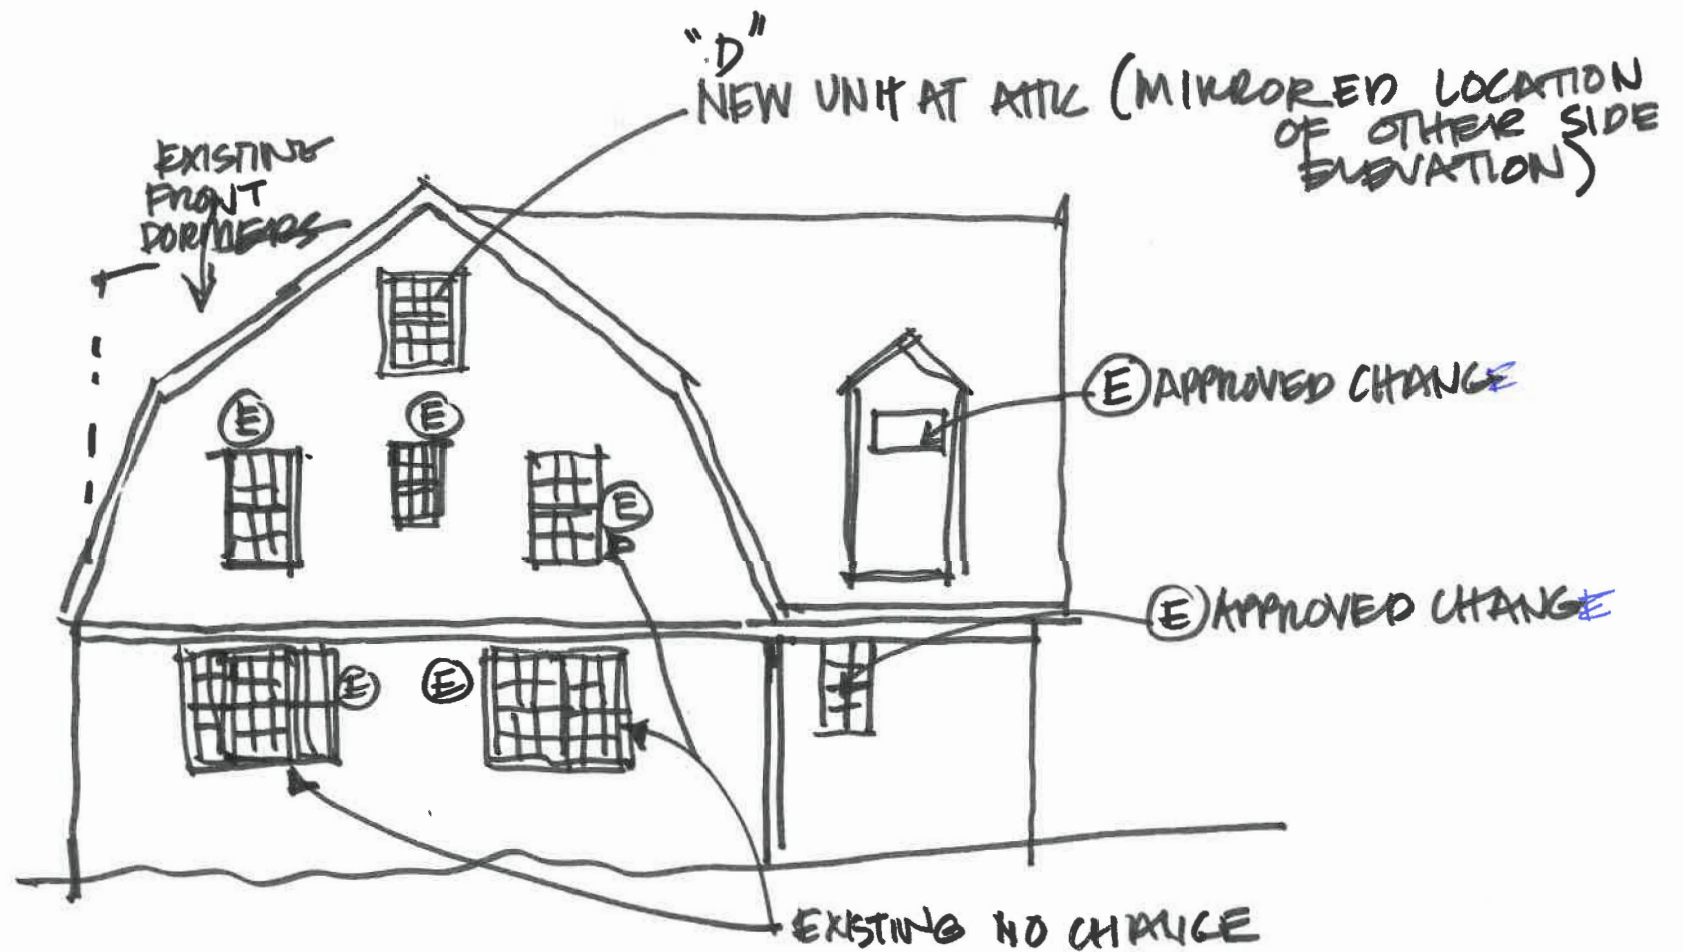 "D"
NEW UNIT AT ATTIC (MIRRORED LOCATION
OF OTHER SIDE
ELEVATION)
EXISTING
FRONT
DORMERS
E APPROVED CHANGE
E
E
E
E APPROVED CHANGE
E
E
EXISTING NO CHANGE